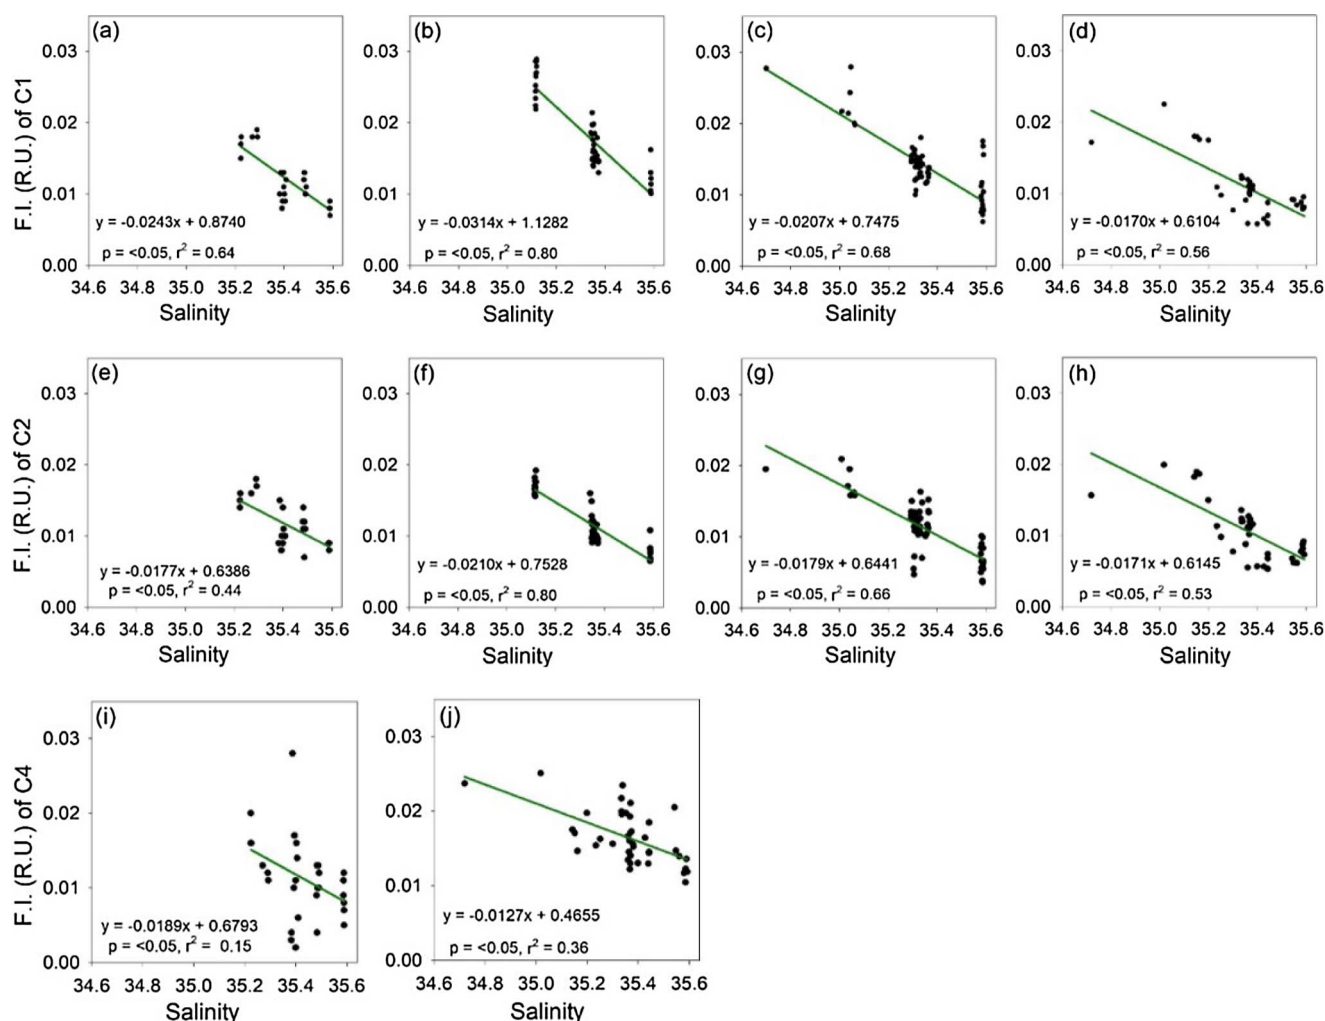 (a)
F.I. (R.U.) of C1
0.03
0.02
0.01
0.00
y = -0.0243x + 0.8740
p = <0.05, r² = 0.64
34.6 34.8 35.0 35.2 35.4 35.6
Salinity
(b)
0.03
0.02
0.01
0.00
y = -0.0314x + 1.1282
p = <0.05, r² = 0.80
34.6 34.8 35.0 35.2 35.4 35.6
Salinity
(c)
0.03
0.02
0.01
0.00
y = -0.0207x + 0.7475
p = <0.05, r² = 0.68
34.6 34.8 35.0 35.2 35.4 35.6
Salinity
(d)
0.03
0.02
0.01
0.00
y = -0.0170x + 0.6104
p = <0.05, r² = 0.56
34.6 34.8 35.0 35.2 35.4 35.6
Salinity
(e)
F.I. (R.U.) of C2
0.03
0.02
0.01
0.00
y = -0.0177x + 0.6386
p = <0.05, r² = 0.44
34.6 34.8 35.0 35.2 35.4 35.6
Salinity
(f)
0.03
0.02
0.01
0.00
y = -0.0210x + 0.7528
p = <0.05, r² = 0.80
34.6 34.8 35.0 35.2 35.4 35.6
Salinity
(g)
0.03
0.02
0.01
0.00
y = -0.0179x + 0.6441
p = <0.05, r² = 0.66
34.6 34.8 35.0 35.2 35.4 35.6
Salinity
(h)
0.03
0.02
0.01
0.00
y = -0.0171x + 0.6145
p = <0.05, r² = 0.53
34.6 34.8 35.0 35.2 35.4 35.6
Salinity
(i)
F.I. (R.U.) of C4
0.03
0.02
0.01
0.00
y = -0.0189x + 0.6793
p = <0.05, r² = 0.15
34.6 34.8 35.0 35.2 35.4 35.6
Salinity
(j)
0.03
0.02
0.01
0.00
y = -0.0127x + 0.4655
p = <0.05, r² = 0.36
34.6 34.8 35.0 35.2 35.4 35.6
Salinity